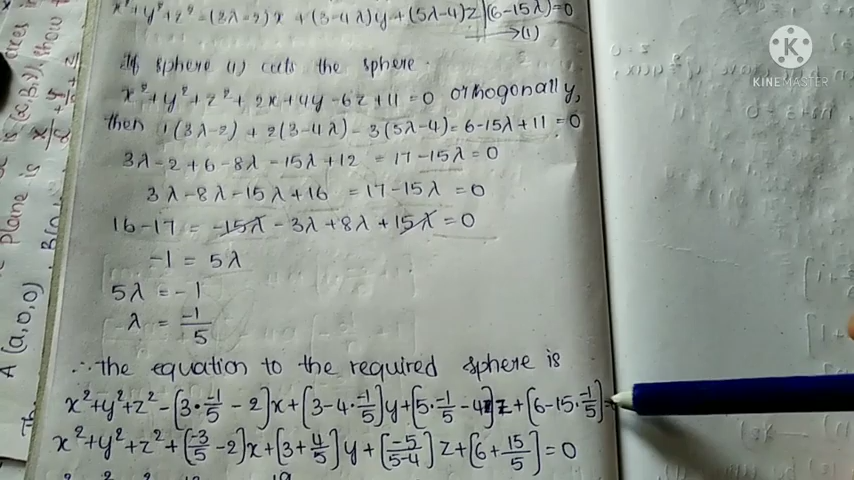 x²+y²+z²-(3λ-2)x+(3-4λ)y+(5λ-4)z+(6-15λ)=0
→(1)
If sphere (1) cuts the sphere.
x²+y²+z²+2x+4y-6z+11=0 orthogonally,
then 1(3λ-2)+2(3-4λ)-3(5λ-4)=6-15λ+11=0
3λ-2+6-8λ-15λ+12=17-15λ=0
3λ-8λ-15λ+16=17-15λ=0
16-17=-15λ-3λ+8λ+15λ=0
-1=5λ
5λ=-1
λ=-1/5
∴the equation to the required sphere is
x²+y²+z²-(3·-1/5-2]x+(3-4·-1/5]y+(5·-1/5-4]z+(6-15·-1/5]=
x²+y²+z²+(-3/5-2]x+(3+4/5]y+(-5/5-4]z+(6+15/5]=0
A(a,0,0)
plane is x/α+y/
KINEMASTER